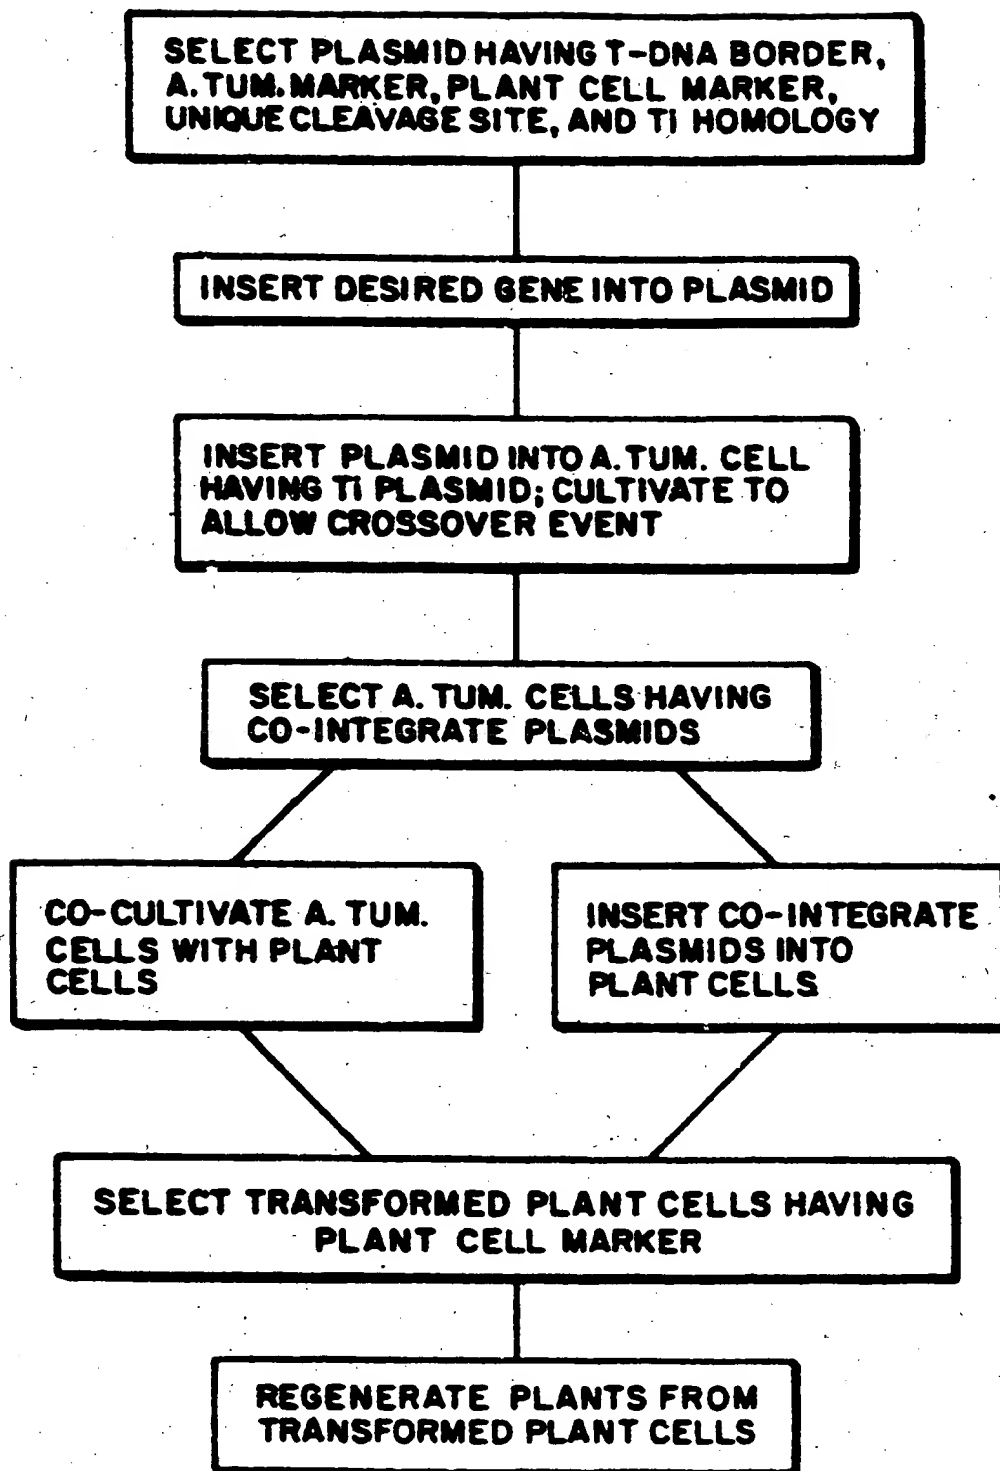 SELECT PLASMID HAVING T-DNA BORDER,
A. TUM. MARKER, PLANT CELL MARKER,
UNIQUE CLEAVAGE SITE, AND Ti HOMOLOGY
INSERT DESIRED GENE INTO PLASMID
INSERT PLASMID INTO A. TUM. CELL
HAVING Ti PLASMID; CULTIVATE TO
ALLOW CROSSOVER EVENT
SELECT A. TUM. CELLS HAVING
CO-INTEGRATE PLASMIDS
CO-CULTIVATE A. TUM.
CELLS WITH PLANT
CELLS
INSERT CO-INTEGRATE
PLASMIDS INTO
PLANT CELLS
SELECT TRANSFORMED PLANT CELLS HAVING
PLANT CELL MARKER
REGENERATE PLANTS FROM
TRANSFORMED PLANT CELLS